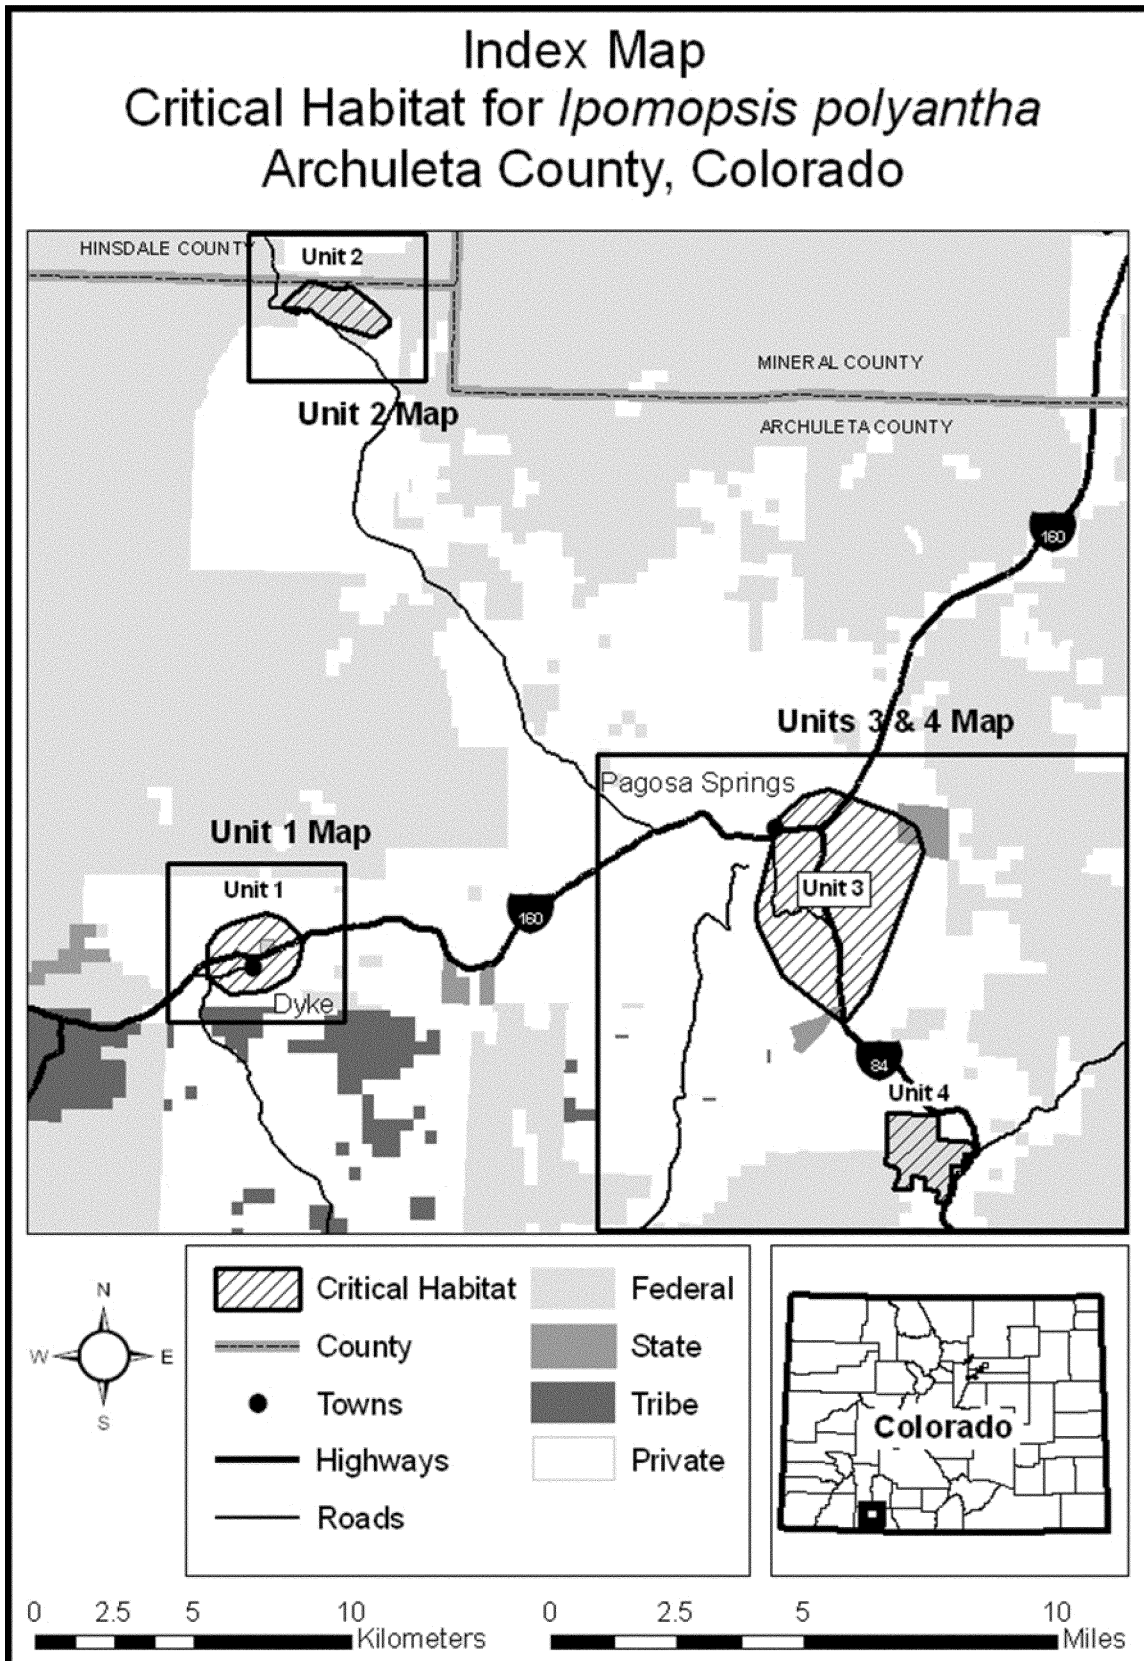 Index Map
Critical Habitat for Ipomopsis polyantha
Archuleta County, Colorado
HINSDALE COUNTY
Unit 2
MINERAL COUNTY
Unit 2 Map
ARCHULETA COUNTY
160
Units 3 & 4 Map
Pagosa Springs
Unit 1 Map
Unit 1
Unit 3
160
Dyke
84
Unit 4
N
W
E
S
Critical Habitat
County
Towns
Highways
Roads
Federal
State
Tribe
Private
Colorado
0 2.5 5 10
Kilometers
0 2.5 5 10
Miles